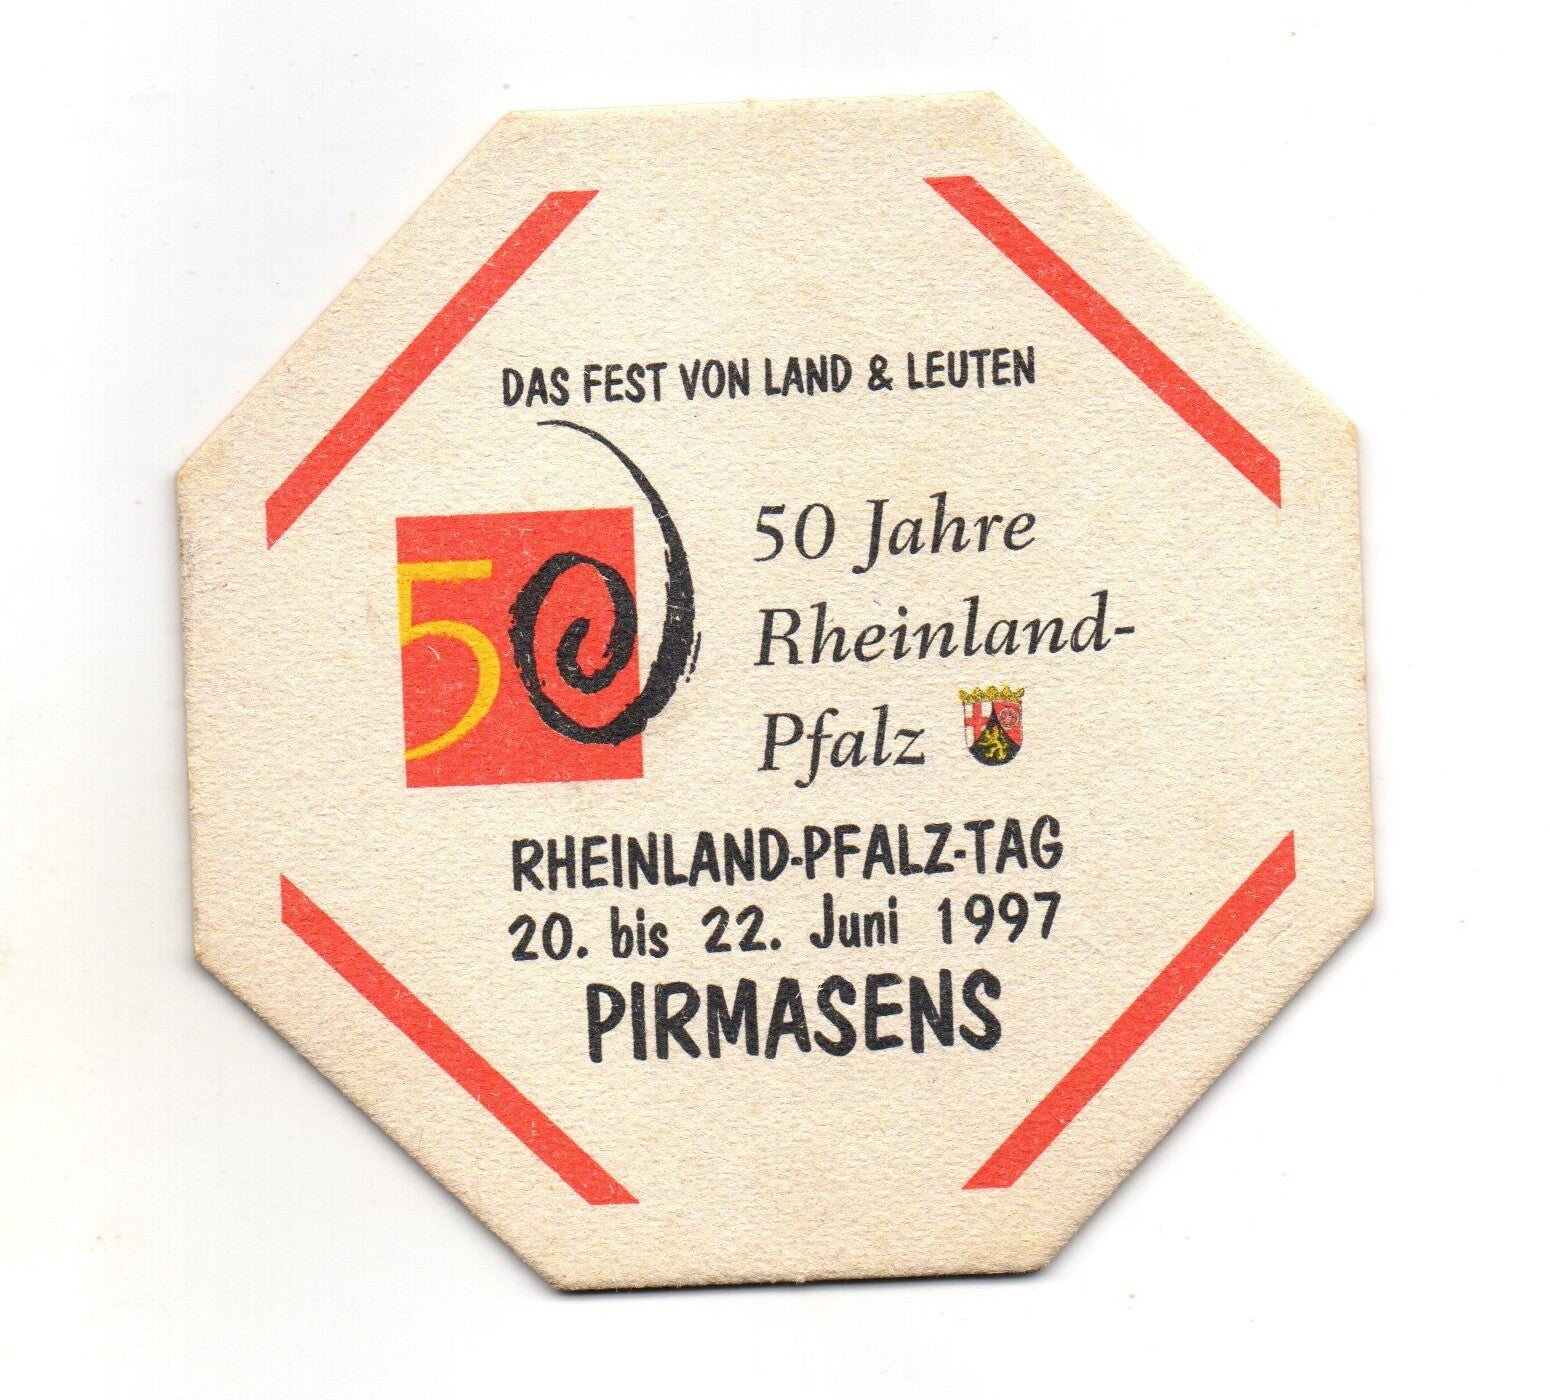 DAS FEST VON LAND & LEUTEN
50
50 Jahre
Rheinland-
Pfalz
RHEINLAND-PFALZ-TAG
20. bis 22. Juni 1997
PIRMASENS